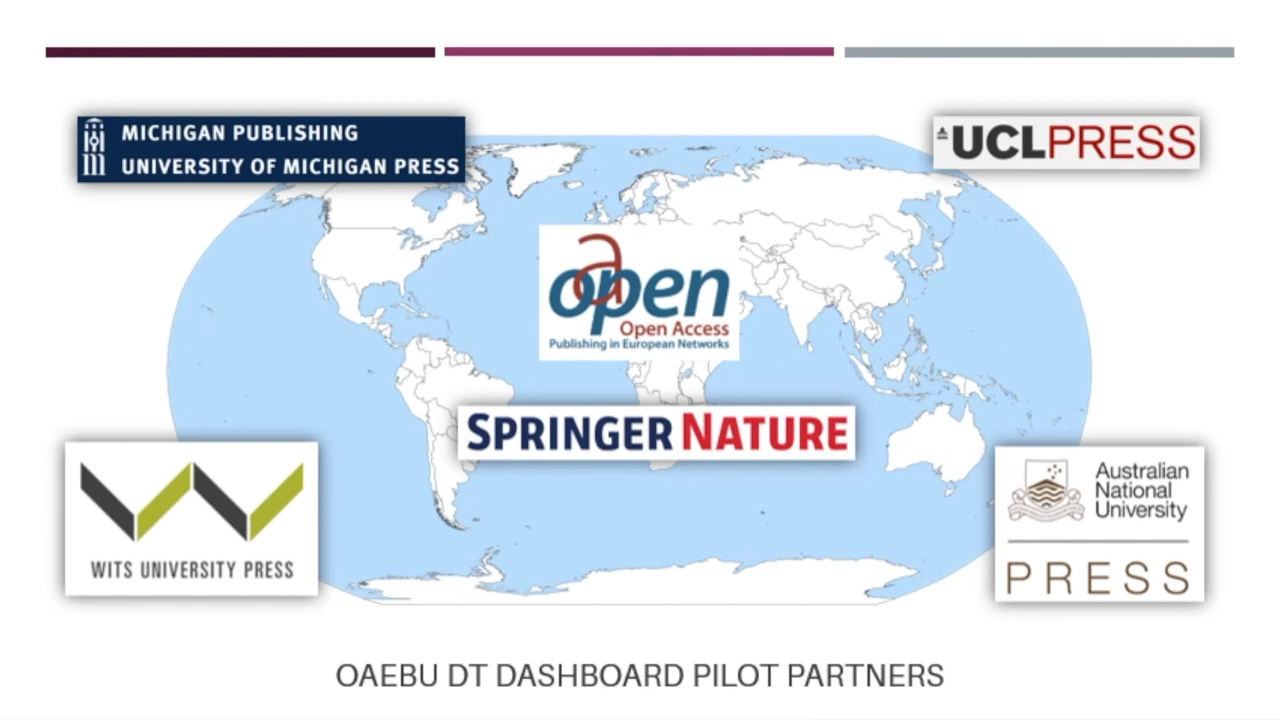 MICHIGAN PUBLISHING
UNIVERSITY OF MICHIGAN PRESS
UCLPRESS
open
Open Access
Publishing in European Networks
SPRINGER NATURE
WITS UNIVERSITY PRESS
Australian
National
University
PRESS
OAEBU DT DASHBOARD PILOT PARTNERS